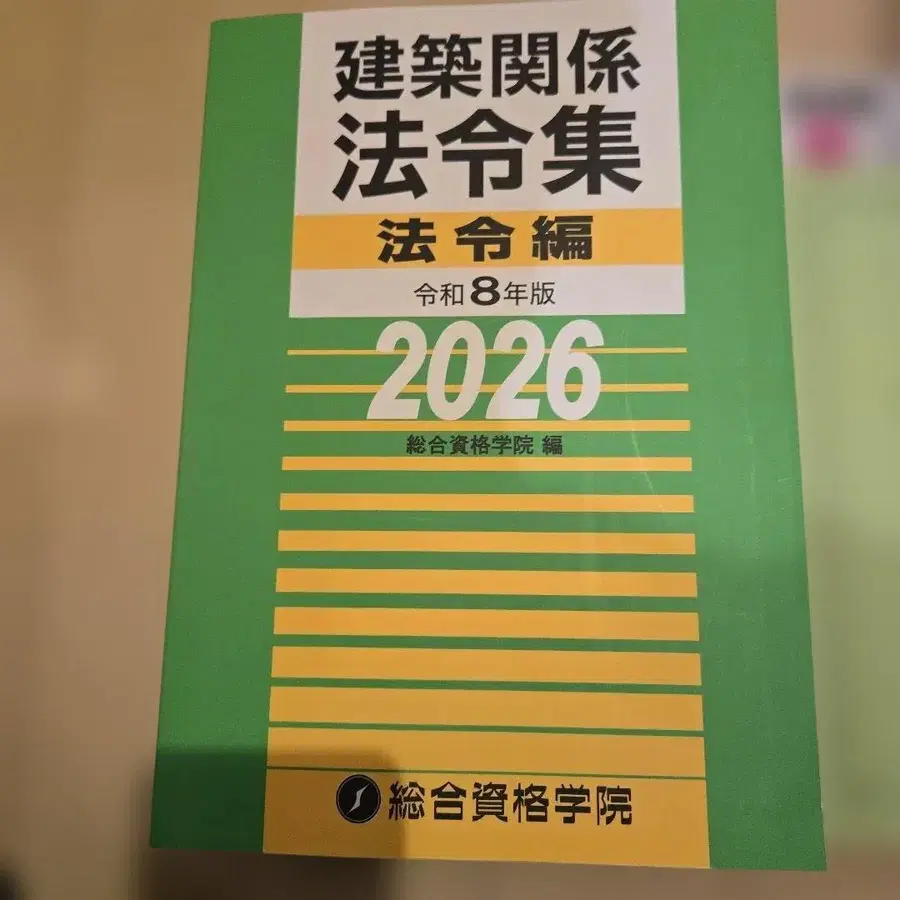 建築関係
法令集
法令編
令和8年版
2026
総合資格学院 編
総合資格学院